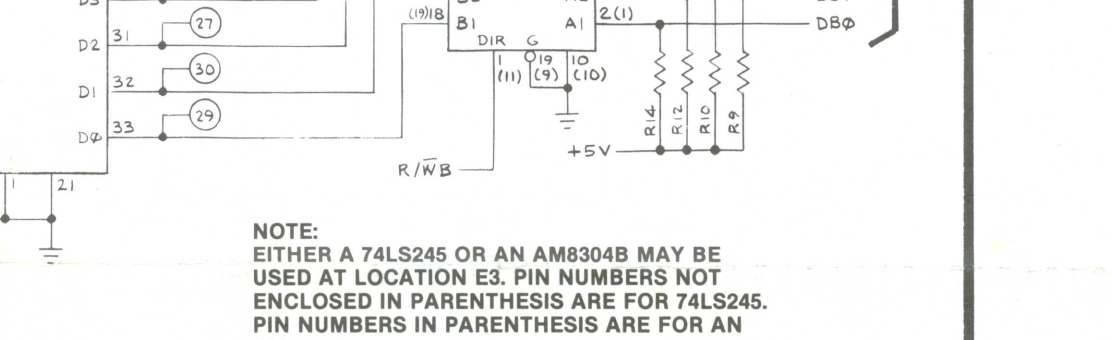 27
(19)18
B1
A1
2(1)
DBØ
D2
31
DIR
G
30
1
19
10
(11)
(9)
(10)
D1
32
29
R14
R12
R10
R9
DØ
33
+5V
R/W̅B
1
21
NOTE:
EITHER A 74LS245 OR AN AM8304B MAY BE
USED AT LOCATION E3. PIN NUMBERS NOT
ENCLOSED IN PARENTHESIS ARE FOR 74LS245.
PIN NUMBERS IN PARENTHESIS ARE FOR AN